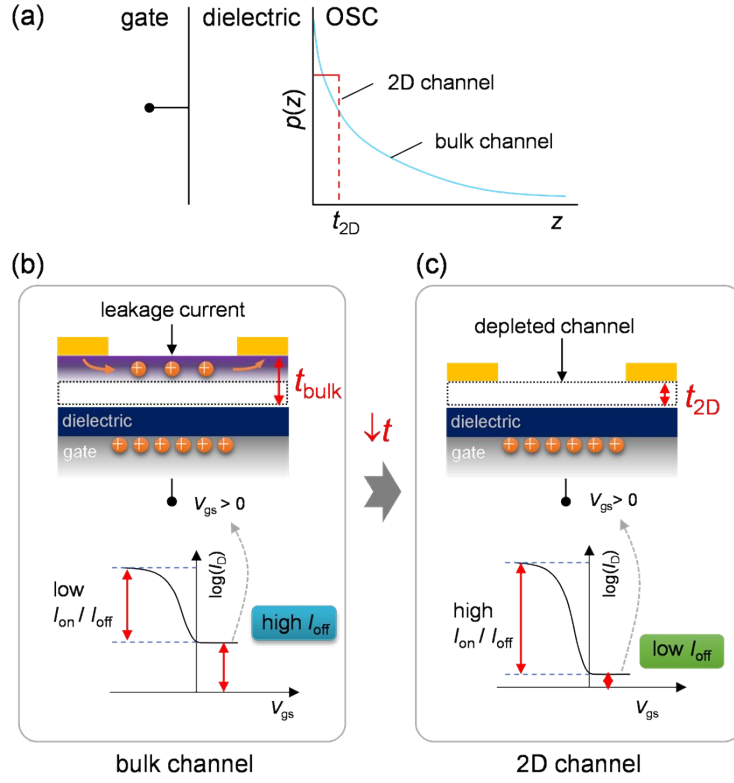 (a)
gate
dielectric
OSC
2D channel
p(z)
bulk channel
t2D
z
(b)
leakage current
+ + +
tbulk
dielectric
gate
+ + + + + +
Vgs > 0
log(ID)
low
Ion / Ioff
high Ioff
Vgs
bulk channel
↓t
(c)
depleted channel
t2D
dielectric
gate
+ + + + + +
Vgs > 0
log(ID)
high
Ion / Ioff
low Ioff
Vgs
2D channel